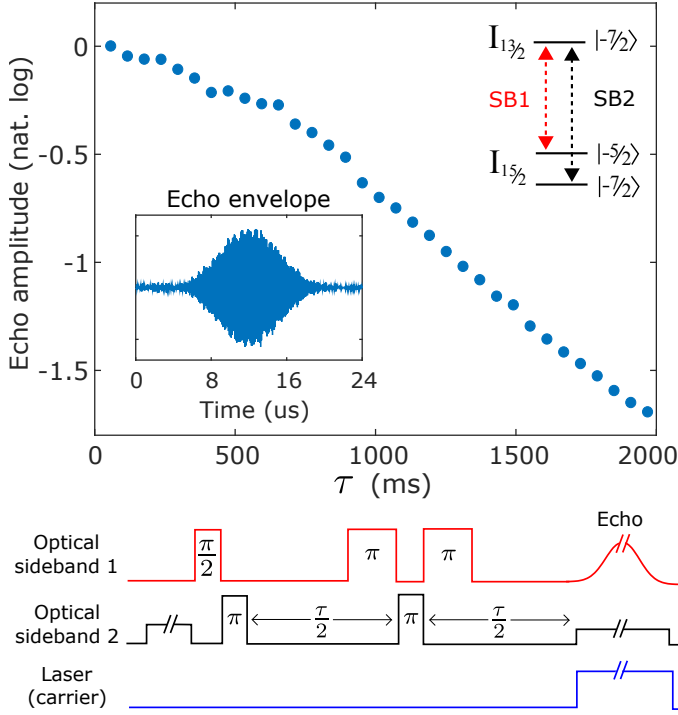 0
-0.5
-1
-1.5
Echo amplitude (nat. log)
0
500
1000
1500
2000
τ (ms)
I13/2
|-7/2⟩
SB1
SB2
I15/2
|-5/2⟩
|-7/2⟩
Echo envelope
0
8
16
24
Time (us)
Optical
sideband 1
π/2
π
π
Echo
Optical
sideband 2
π
τ/2
π
τ/2
Laser
(carrier)